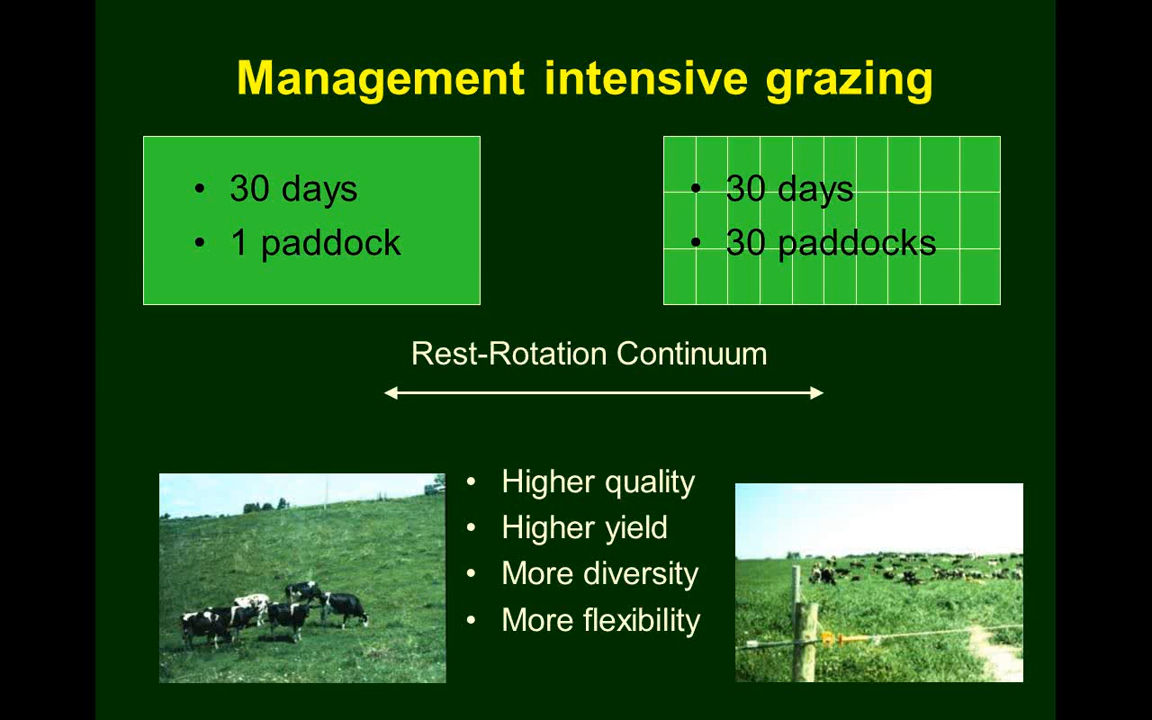 Management intensive grazing
• 30 days
• 1 paddock
• 30 days
• 30 paddocks
Rest-Rotation Continuum
• Higher quality
• Higher yield
• More diversity
• More flexibility